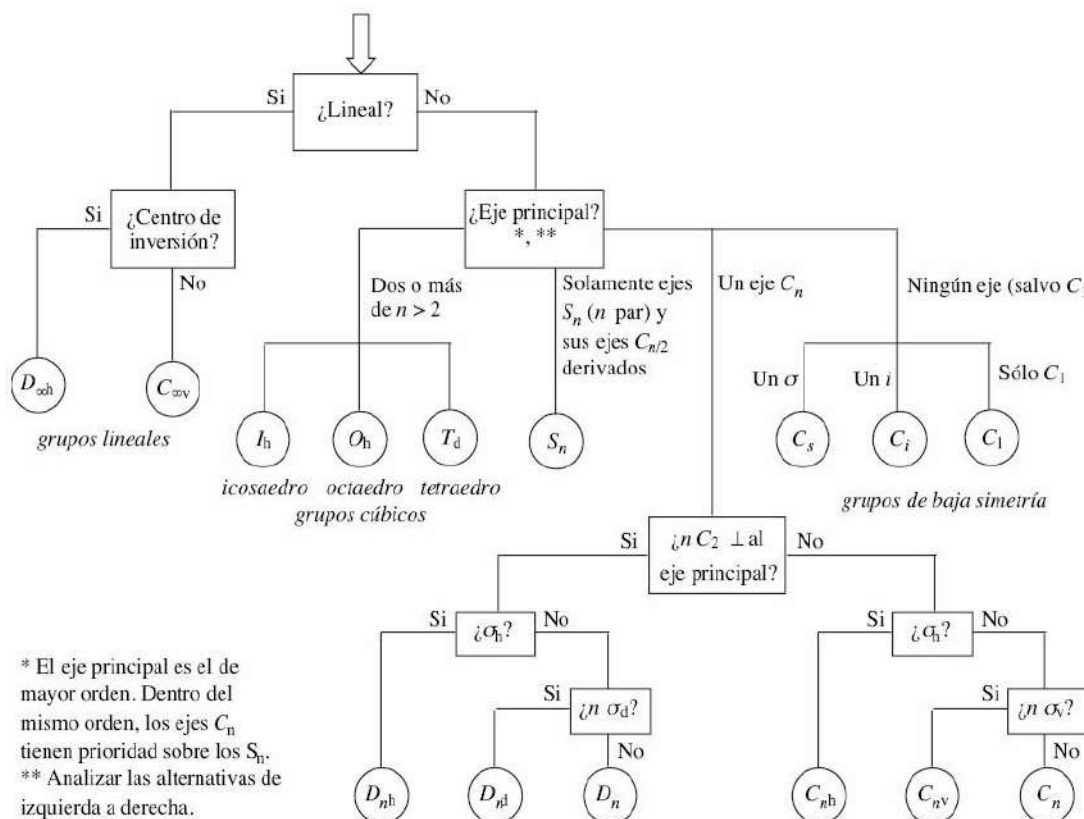 Si
No
¿Lineal?
Si
¿Centro de
inversión?
No
¿Eje principal?
*, **
Dos o más
de n > 2
Solamente ejes
Sn (n par) y
sus ejes Cn/2
derivados
Un eje Cn
Ningún eje (salvo C1
Un σ
Un i
Sólo C1
D∞h
C∞v
grupos lineales
Ih
Oh
Td
Sn
Cs
Ci
C1
icosaedro octaedro tetraedro
grupos cúbicos
grupos de baja simetría
Si
¿n C2 ⊥ al
eje principal?
No
Si
¿σh?
No
Si
¿σh?
No
Si
¿n σd?
No
Si
¿n σv?
No
Dnh
Dnd
Dn
Cnh
Cnv
Cn
* El eje principal es el de
mayor orden. Dentro del
mismo orden, los ejes Cn
tienen prioridad sobre los Sn.
** Analizar las alternativas de
izquierda a derecha.